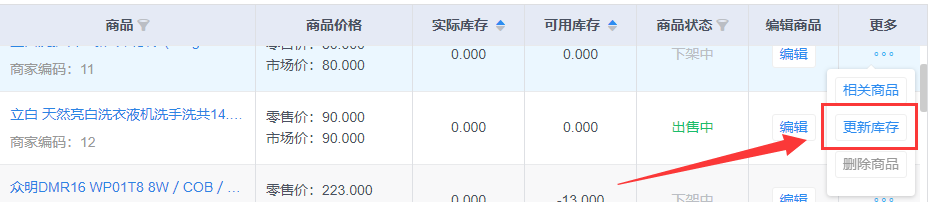 商品 商品价格 实际库存 可用库存 商品状态 编辑商品 更多
市场价：80.000 0.000 0.000 下架中 编辑
商家编码：11
相关商品
立白 天然亮白洗衣液机洗手洗共14....
零售价：90.000
市场价：90.000
0.000 0.000 出售中 编辑 更新库存
商家编码：12
删除商品
众明DMR16 WP01T8 8W / COB / ...
零售价：223.000
0.000 -13.000 下架中 编辑